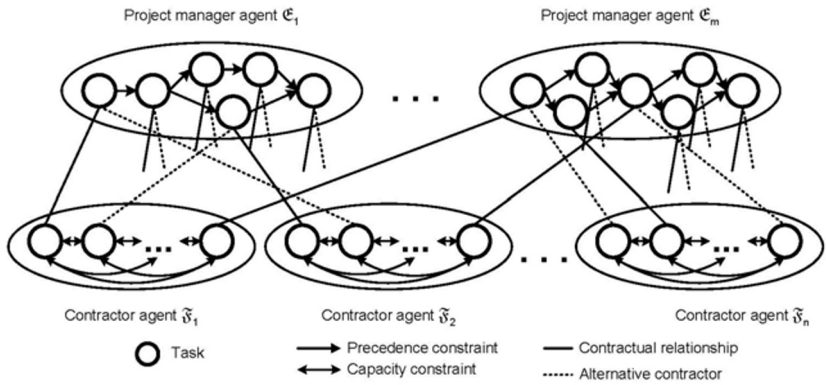 Project manager agent 𝔈1
Project manager agent 𝔈m
. . .
...
...
. . .
...
Contractor agent 𝔉1
Contractor agent 𝔉2
Contractor agent 𝔉n
Task
Precedence constraint
Contractual relationship
Capacity constraint
Alternative contractor